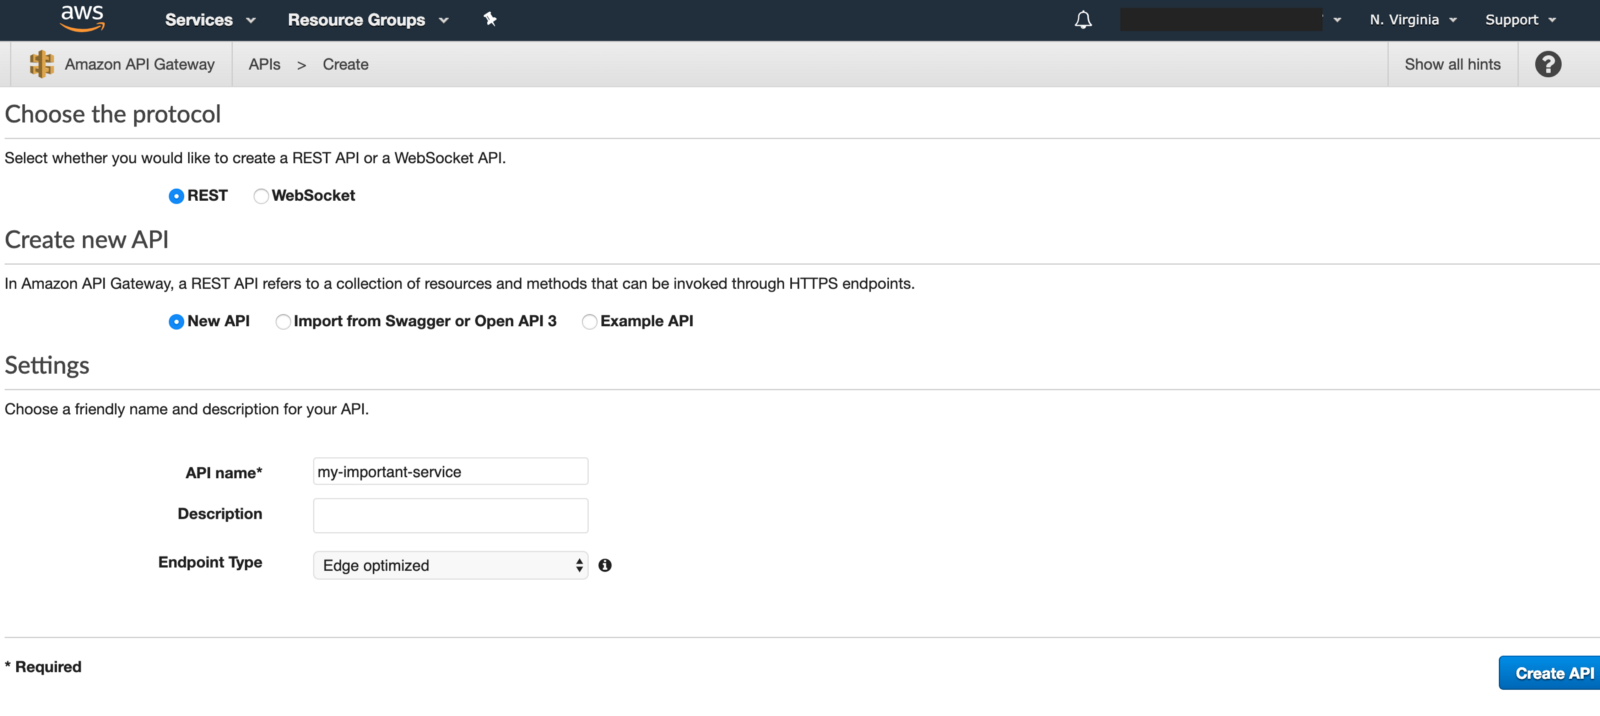 aws Services Resource Groups N. Virginia Support
Amazon API Gateway APIs > Create Show all hints ?
Choose the protocol
Select whether you would like to create a REST API or a WebSocket API.
REST WebSocket
Create new API
In Amazon API Gateway, a REST API refers to a collection of resources and methods that can be invoked through HTTPS endpoints.
New API Import from Swagger or Open API 3 Example API
Settings
Choose a friendly name and description for your API.
API name* my-important-service
Description
Endpoint Type Edge optimized
* Required
Create API